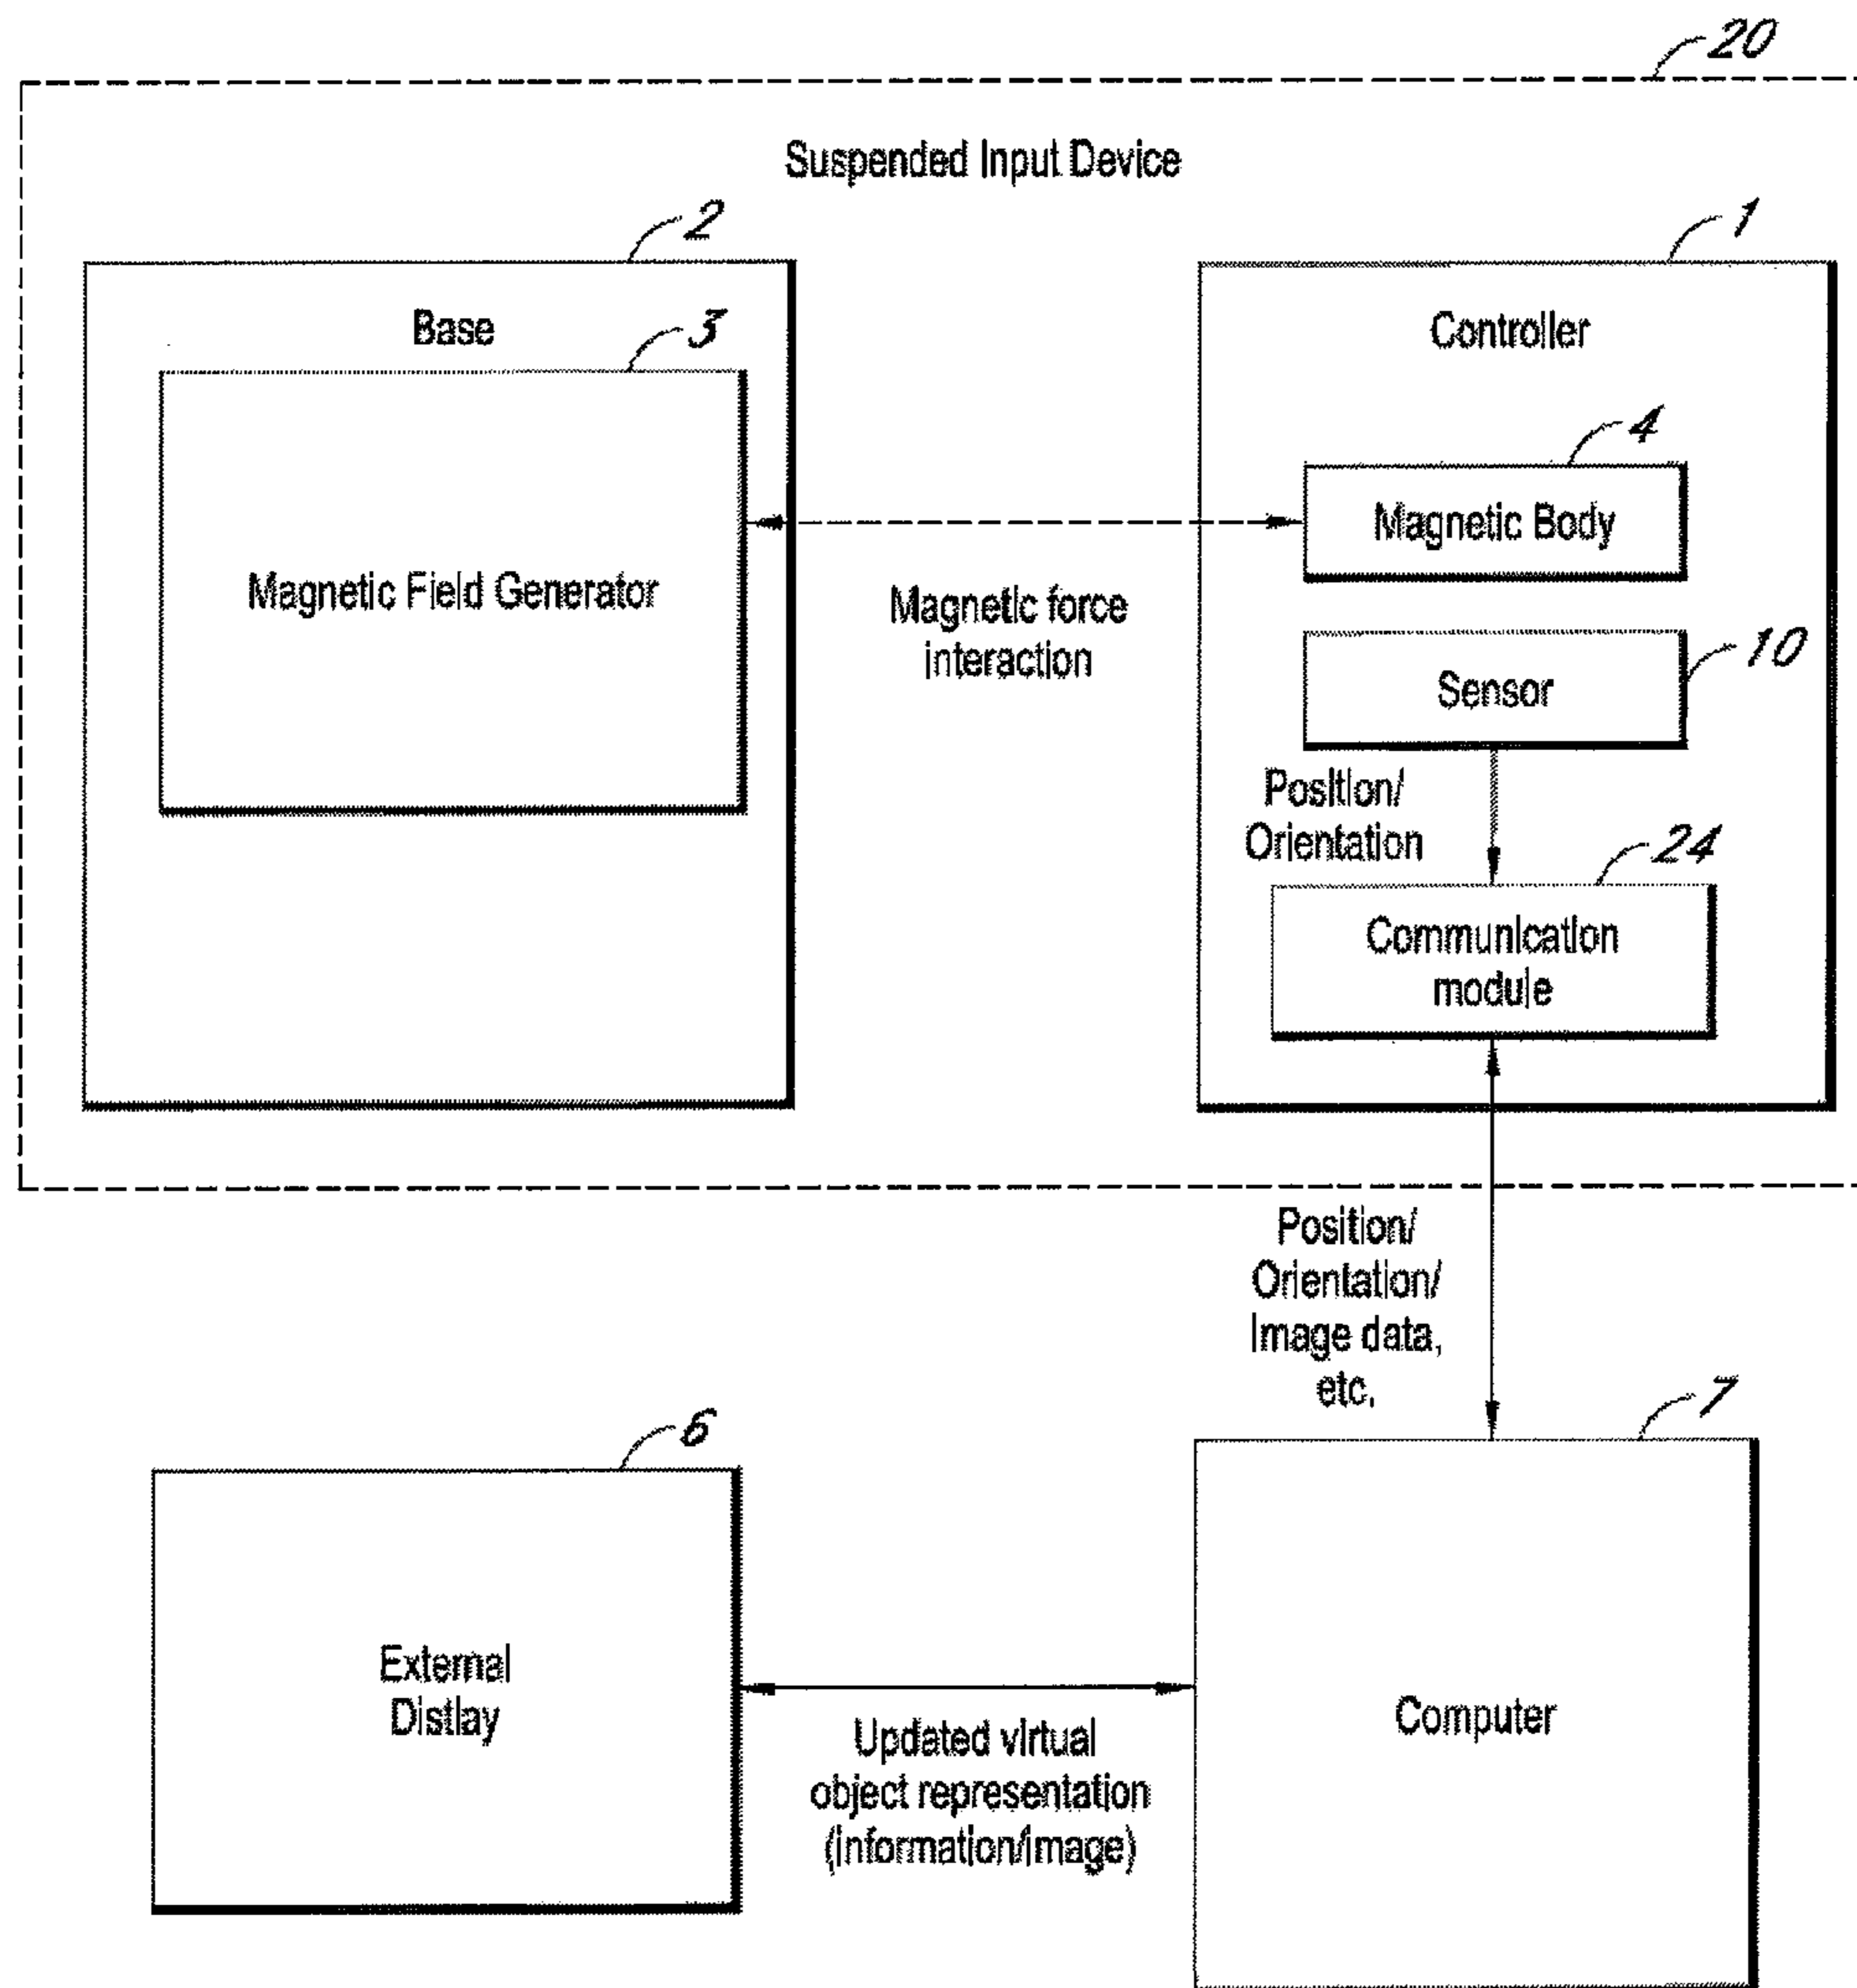 20
Suspended Input Device
2
Base
3
Magnetic Field Generator
Magnetic force
interaction
1
Controller
4
Magnetic Body
10
Sensor
Position/
Orientation
24
Communication
module
Position/
Orientation/
Image data,
etc.
6
External
Distlay
Updated virtual
object representation
(information/image)
7
Computer